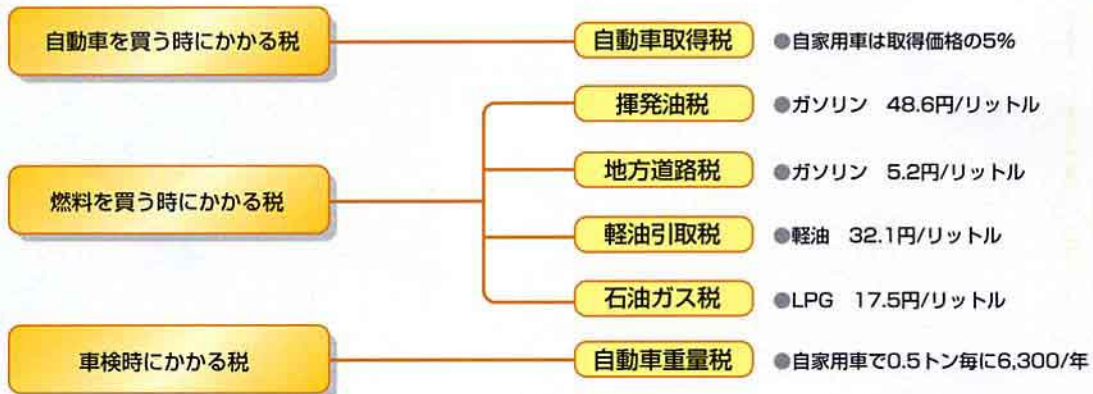 自動車を買う時にかかる税
自動車取得税
●自家用車は取得価格の5%
燃料を買う時にかかる税
揮発油税
●ガソリン 48.6円/リットル
地方道路税
●ガソリン 5.2円/リットル
軽油引取税
●軽油 32.1円/リットル
石油ガス税
●LPG 17.5円/リットル
車検時にかかる税
自動車重量税
●自家用車で0.5トン毎に6,300/年